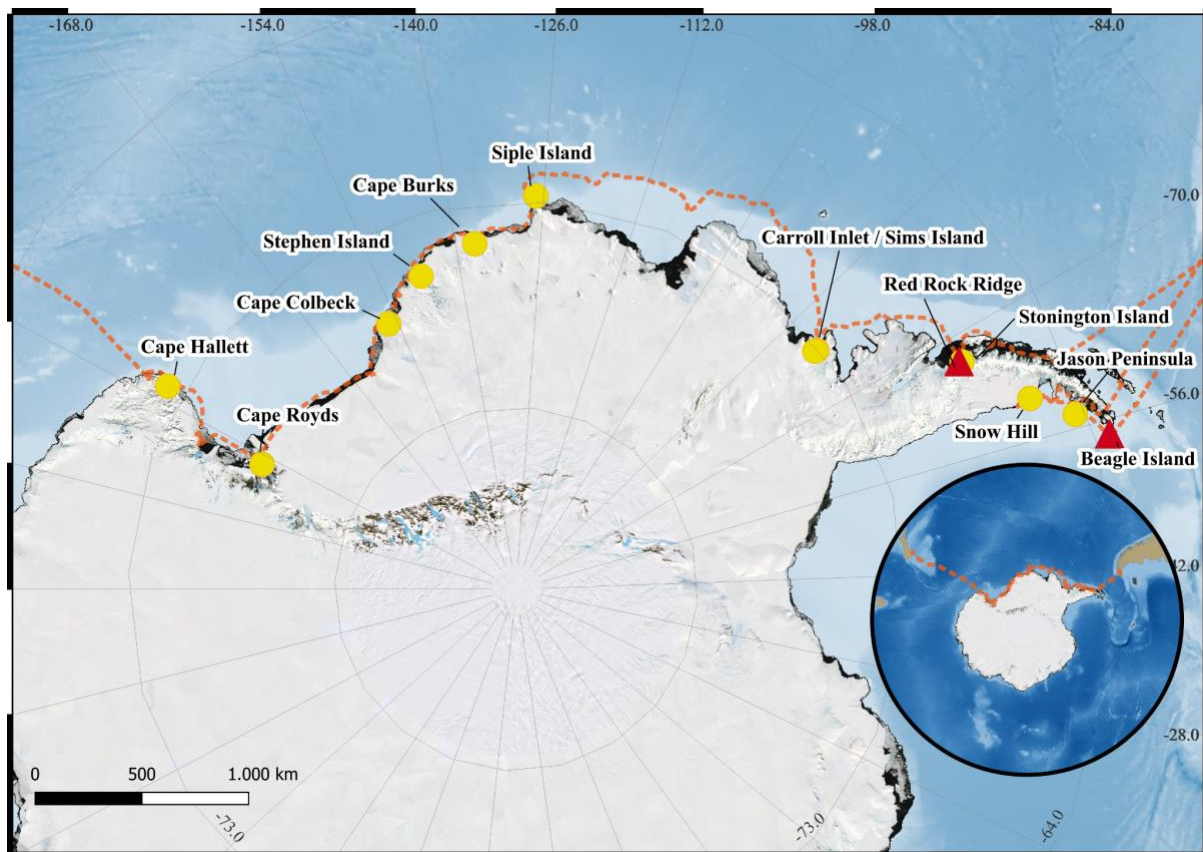 -168.0
-154.0
-140.0
-126.0
-112.0
-98.0
-84.0
Siple Island
Cape Burks
-70.0
Stephen Island
Carroll Inlet / Sims Island
Red Rock Ridge
Cape Colbeck
Stonington Island
Cape Hallett
Jason Peninsula
-56.0
Cape Royds
Snow Hill
Beagle Island
42.0
-28.0
0
500
1.000 km
-73.0
-73.0
-64.0